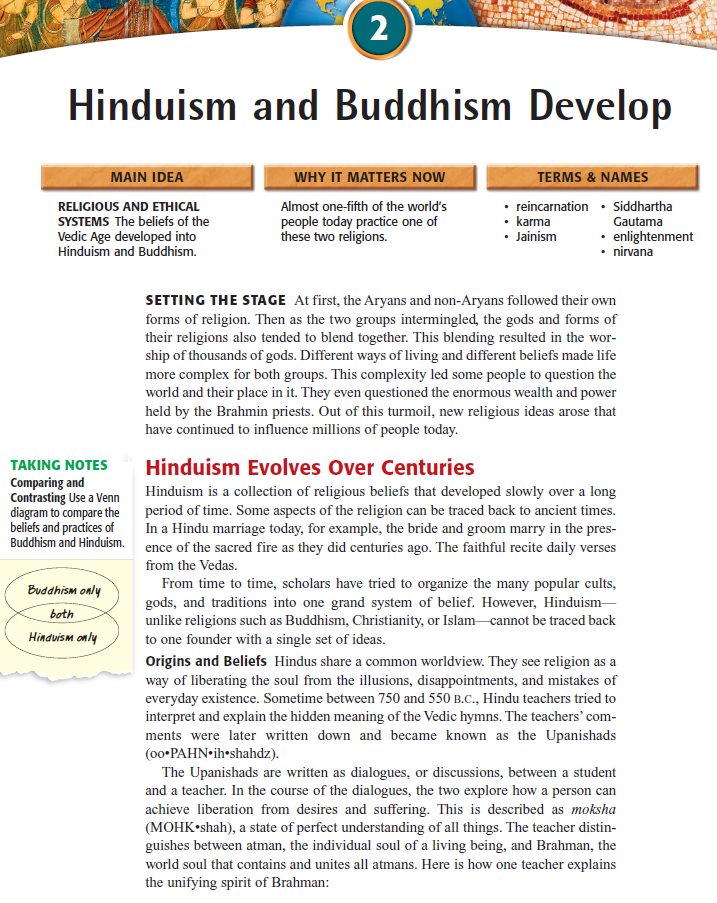 2
Hinduism and Buddhism Develop
MAIN IDEA
RELIGIOUS AND ETHICAL
SYSTEMS The beliefs of the
Vedic Age developed into
Hinduism and Buddhism.
WHY IT MATTERS NOW
Almost one-fifth of the world's
people today practice one of
these two religions.
TERMS & NAMES
• reincarnation
• karma
• Jainism
• Siddhartha
Gautama
• enlightenment
• nirvana
SETTING THE STAGE At first, the Aryans and non-Aryans followed their own
forms of religion. Then as the two groups intermingled, the gods and forms of
their religions also tended to blend together. This blending resulted in the wor-
ship of thousands of gods. Different ways of living and different beliefs made life
more complex for both groups. This complexity led some people to question the
world and their place in it. They even questioned the enormous wealth and power
held by the Brahmin priests. Out of this turmoil, new religious ideas arose that
have continued to influence millions of people today.
TAKING NOTES
Comparing and
Contrasting Use a Venn
diagram to compare the
beliefs and practices of
Buddhism and Hinduism.
Buddhism only
both
Hinduism only
Hinduism Evolves Over Centuries
Hinduism is a collection of religious beliefs that developed slowly over a long
period of time. Some aspects of the religion can be traced back to ancient times.
In a Hindu marriage today, for example, the bride and groom marry in the pres-
ence of the sacred fire as they did centuries ago. The faithful recite daily verses
from the Vedas.
From time to time, scholars have tried to organize the many popular cults,
gods, and traditions into one grand system of belief. However, Hinduism—
unlike religions such as Buddhism, Christianity, or Islam—cannot be traced back
to one founder with a single set of ideas.
Origins and Beliefs Hindus share a common worldview. They see religion as a
way of liberating the soul from the illusions, disappointments, and mistakes of
everyday existence. Sometime between 750 and 550 B.C., Hindu teachers tried to
interpret and explain the hidden meaning of the Vedic hymns. The teachers' com-
ments were later written down and became known as the Upanishads
(oo•PAHN•ih•shahdz).
The Upanishads are written as dialogues, or discussions, between a student
and a teacher. In the course of the dialogues, the two explore how a person can
achieve liberation from desires and suffering. This is described as moksha
(MOHK•shah), a state of perfect understanding of all things. The teacher distin-
guishes between atman, the individual soul of a living being, and Brahman, the
world soul that contains and unites all atmans. Here is how one teacher explains
the unifying spirit of Brahman: